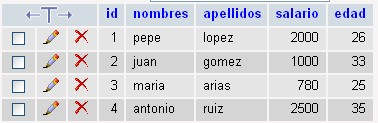 id nombres apellidos salario edad
1 pepe lopez 2000 26
2 juan gomez 1000 33
3 maria arias 780 25
4 antonio ruiz 2500 35